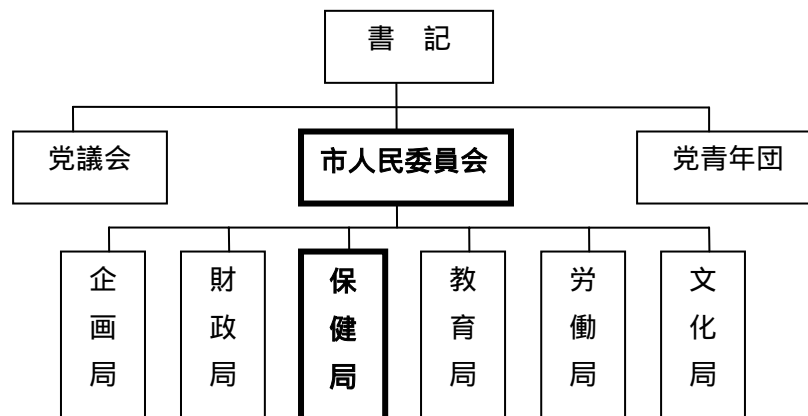 書　記
党議会
市人民委員会
党青年団
企画局
財政局
保健局
教育局
労働局
文化局